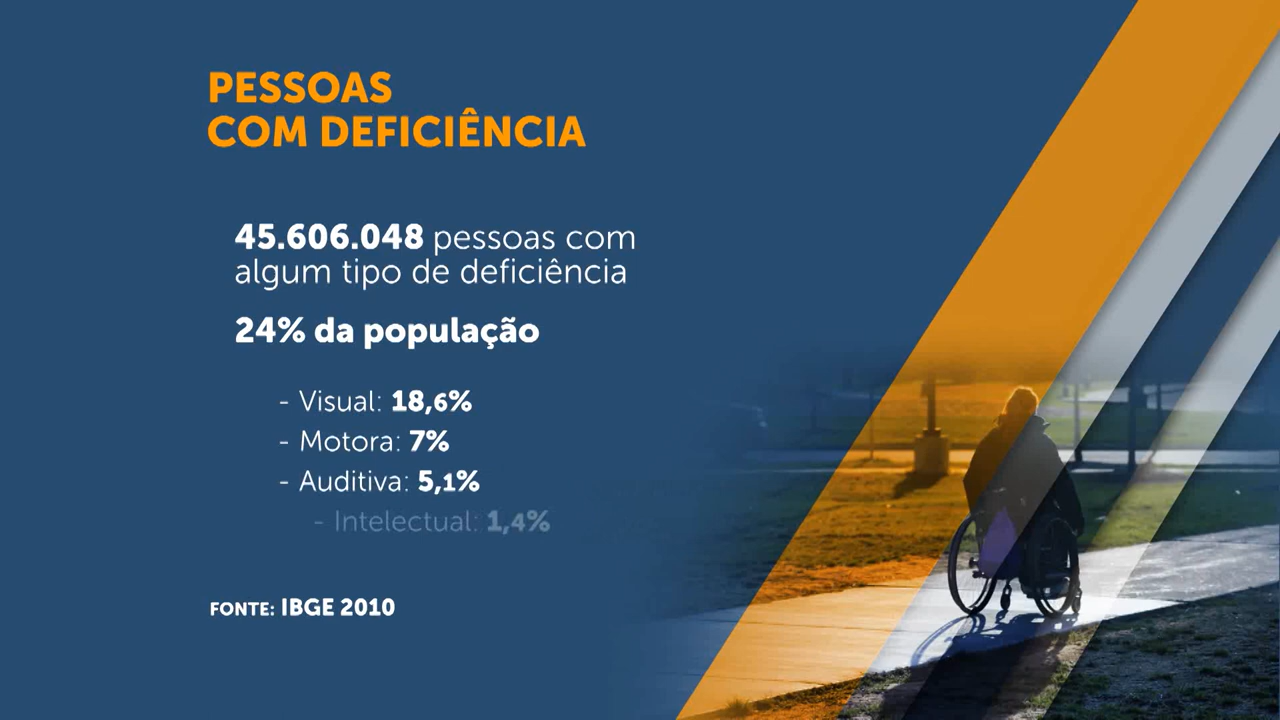 PESSOAS
COM DEFICIÊNCIA
45.606.048 pessoas com
algum tipo de deficiência
24% da população
- Visual: 18,6%
- Motora: 7%
- Auditiva: 5,1%
- Intelectual: 1,4%
FONTE: IBGE 2010